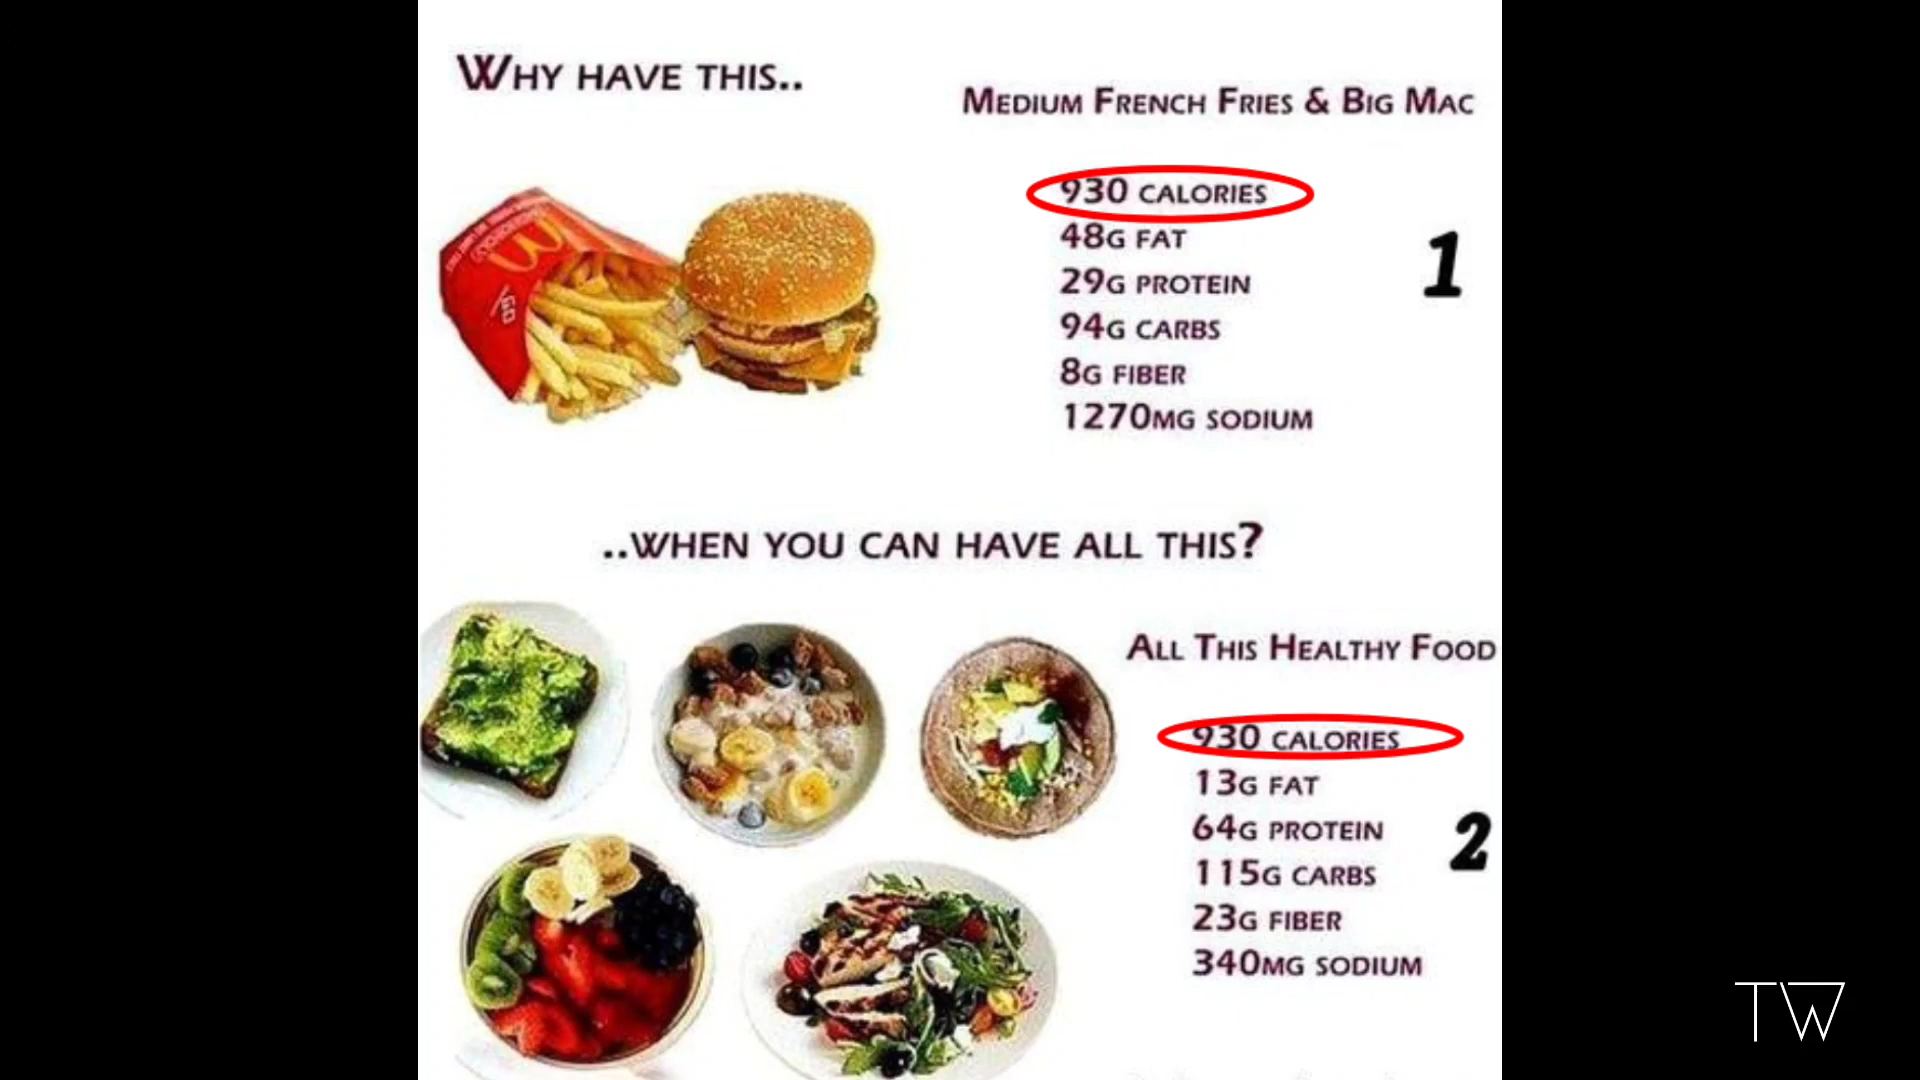 WHY HAVE THIS..
MEDIUM FRENCH FRIES & BIG MAC
930 CALORIES
48G FAT
29G PROTEIN
94G CARBS
8G FIBER
1270MG SODIUM
1
..WHEN YOU CAN HAVE ALL THIS?
ALL THIS HEALTHY FOOD
930 CALORIES
13G FAT
64G PROTEIN
115G CARBS
23G FIBER
340MG SODIUM
2
TW